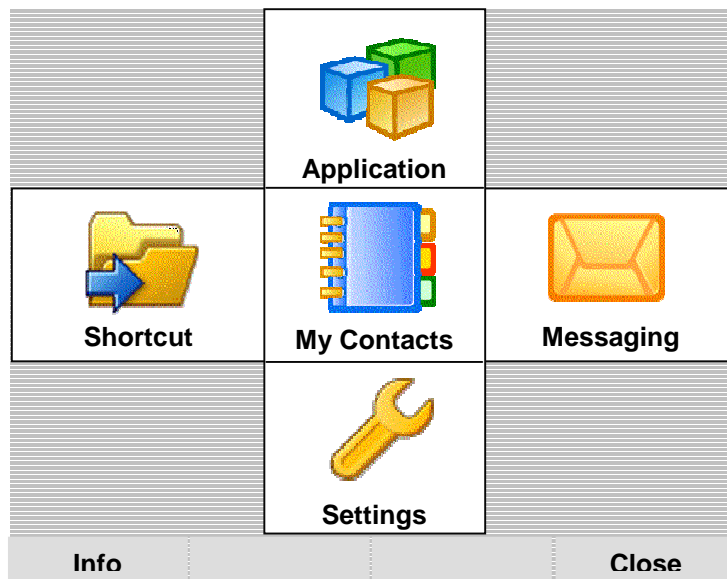 Application
Shortcut
My Contacts
Messaging
Settings
Info
Close